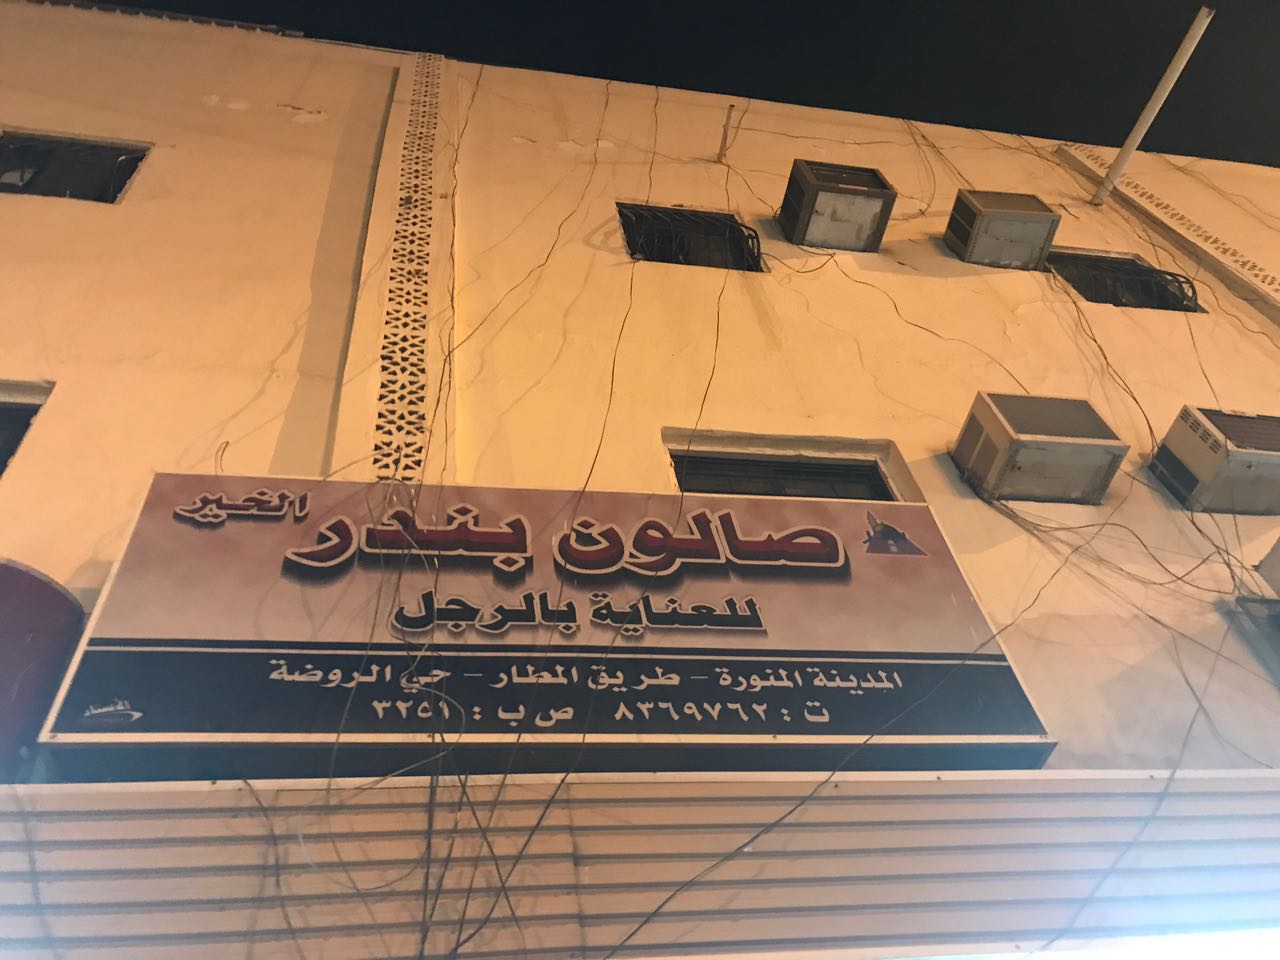 صالون بندر الخير
للعناية بالرجل
المدينة المنورة - طريق المطار - حي الروضة
ت : ٨٣٦٩٧٦٢ ص ب : ٣٢٥١